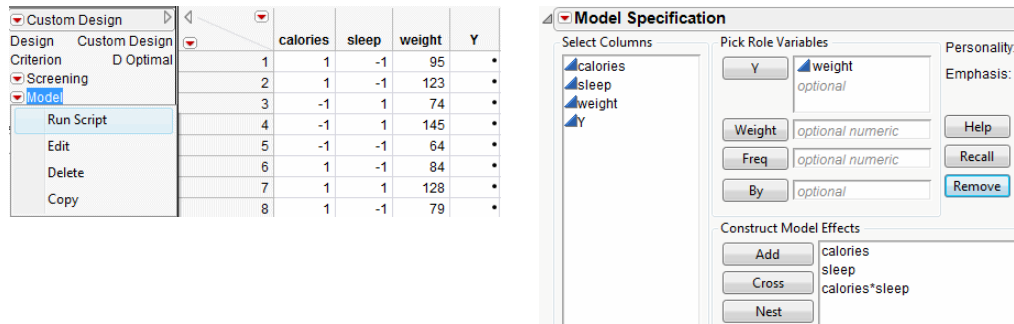 Custom Design
Design Custom Design
Criterion D Optimal
Screening
Model
Run Script
Edit
Delete
Copy
calories sleep weight Y
1 1 -1 95 •
2 1 -1 123 •
3 -1 1 74 •
4 -1 1 145 •
5 -1 -1 64 •
6 1 -1 84 •
7 1 1 128 •
8 1 -1 79 •
Model Specification
Select Columns
calories
sleep
weight
Y
Pick Role Variables
Y weight
optional
Weight optional numeric
Freq optional numeric
By optional
Personality
Emphasis:
Help
Recall
Remove
Construct Model Effects
Add calories
sleep
Cross calories*sleep
Nest